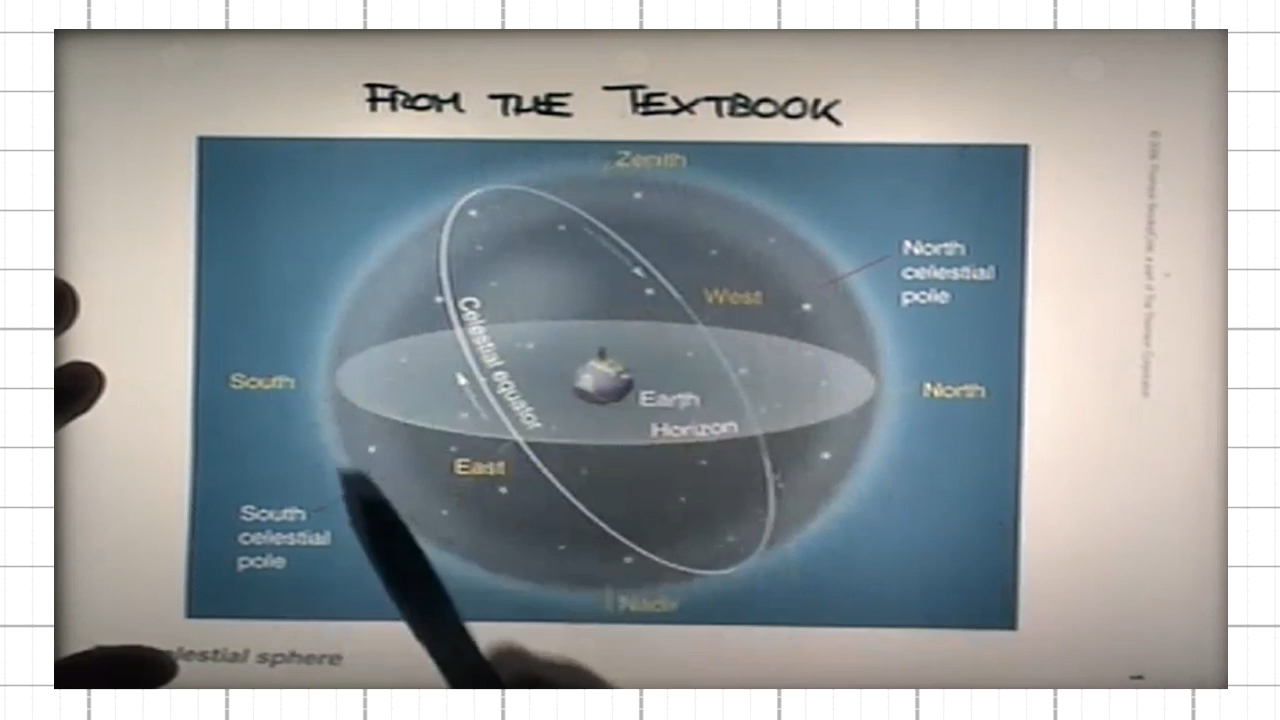 FROM THE TEXTBOOK
Zenith
North
celestial
pole
West
Celestial equator
South
North
Earth
Horizon
East
South
celestial
pole
Nadir
celestial sphere